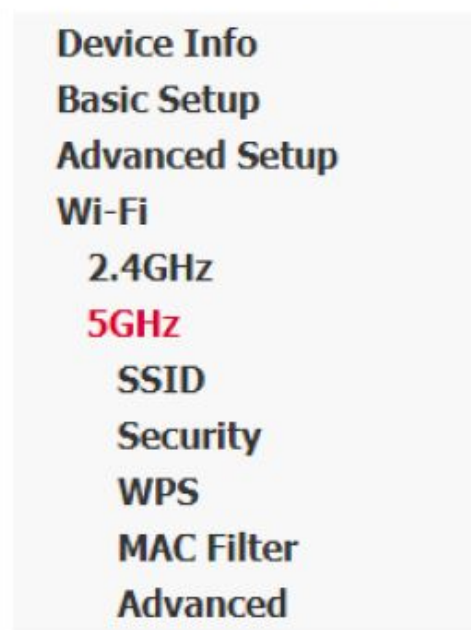 Device Info
Basic Setup
Advanced Setup
Wi-Fi
2.4GHz
5GHz
SSID
Security
WPS
MAC Filter
Advanced